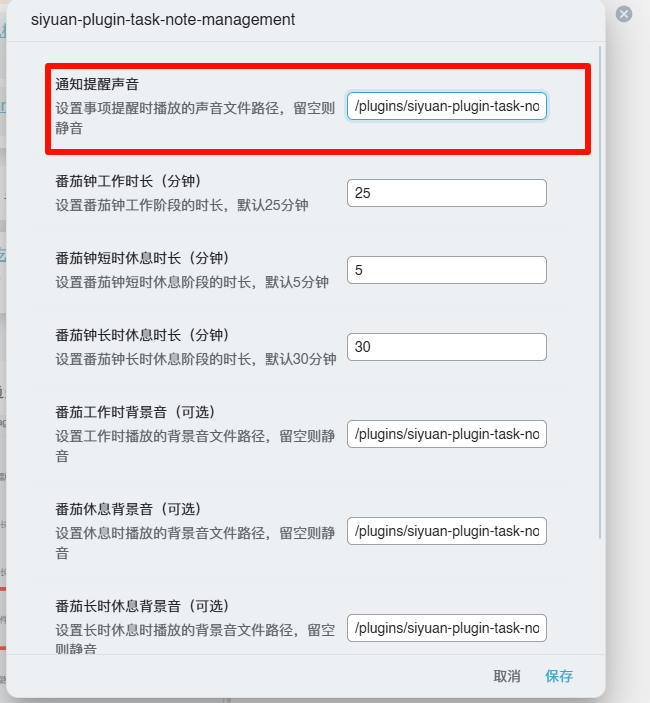 siyuan-plugin-task-note-management
通知提醒声音
设置事项提醒时播放的声音文件路径，留空则
静音
/plugins/siyuan-plugin-task-no
番茄钟工作时长（分钟）
设置番茄钟工作阶段的时长，默认25分钟
25
番茄钟短时休息时长（分钟）
设置番茄钟短时休息阶段的时长，默认5分钟
5
番茄钟长时休息时长（分钟）
设置番茄钟长时休息阶段的时长，默认30分钟
30
番茄工作时背景音（可选）
设置工作时播放的背景音文件路径，留空则静
音
/plugins/siyuan-plugin-task-no
番茄休息背景音（可选）
设置休息时播放的背景音文件路径，留空则静
音
/plugins/siyuan-plugin-task-no
番茄长时休息背景音（可选）
设置长时休息时播放的背景音文件路径，留空
则静音
/plugins/siyuan-plugin-task-no
取消
保存